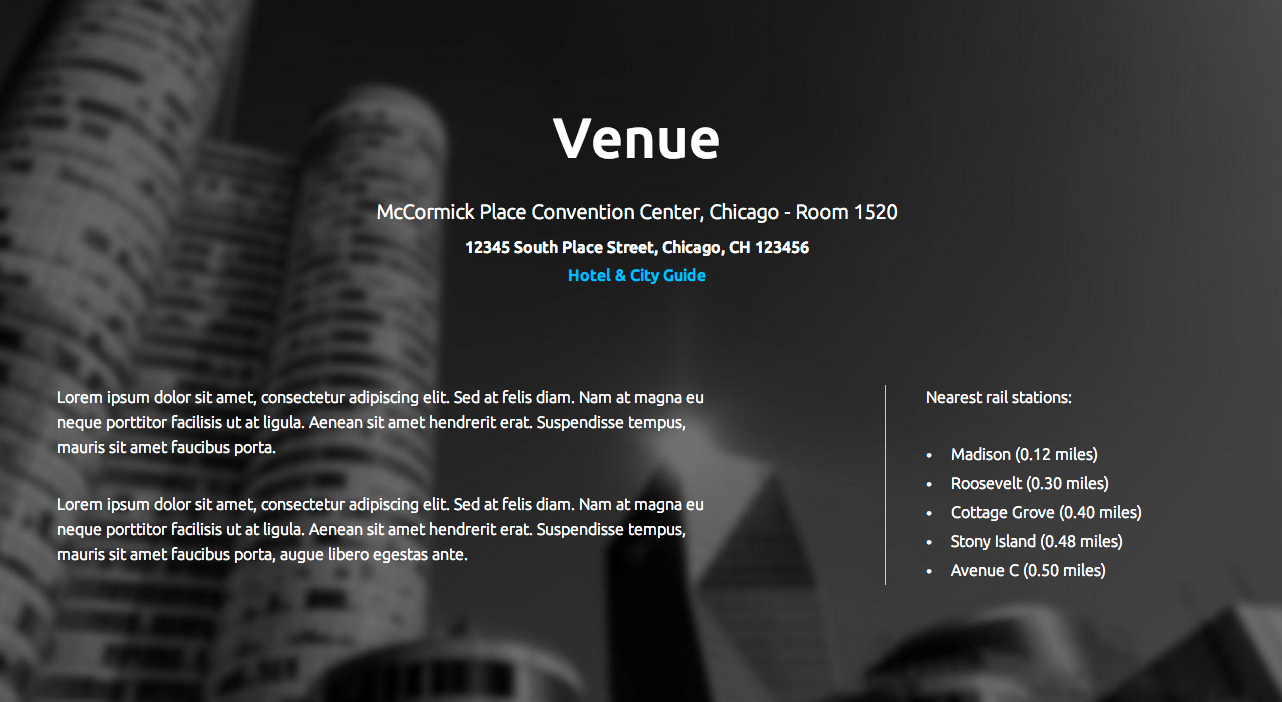 Venue
McCormick Place Convention Center, Chicago - Room 1520
12345 South Place Street, Chicago, CH 123456
Hotel & City Guide
Lorem ipsum dolor sit amet, consectetur adipiscing elit. Sed at felis diam. Nam at magna eu
neque porttitor facilisis ut at ligula. Aenean sit amet hendrerit erat. Suspendisse tempus,
mauris sit amet faucibus porta.
Lorem ipsum dolor sit amet, consectetur adipiscing elit. Sed at felis diam. Nam at magna eu
neque porttitor facilisis ut at ligula. Aenean sit amet hendrerit erat. Suspendisse tempus,
mauris sit amet faucibus porta, augue libero egestas ante.
Nearest rail stations:
• Madison (0.12 miles)
• Roosevelt (0.30 miles)
• Cottage Grove (0.40 miles)
• Stony Island (0.48 miles)
• Avenue C (0.50 miles)